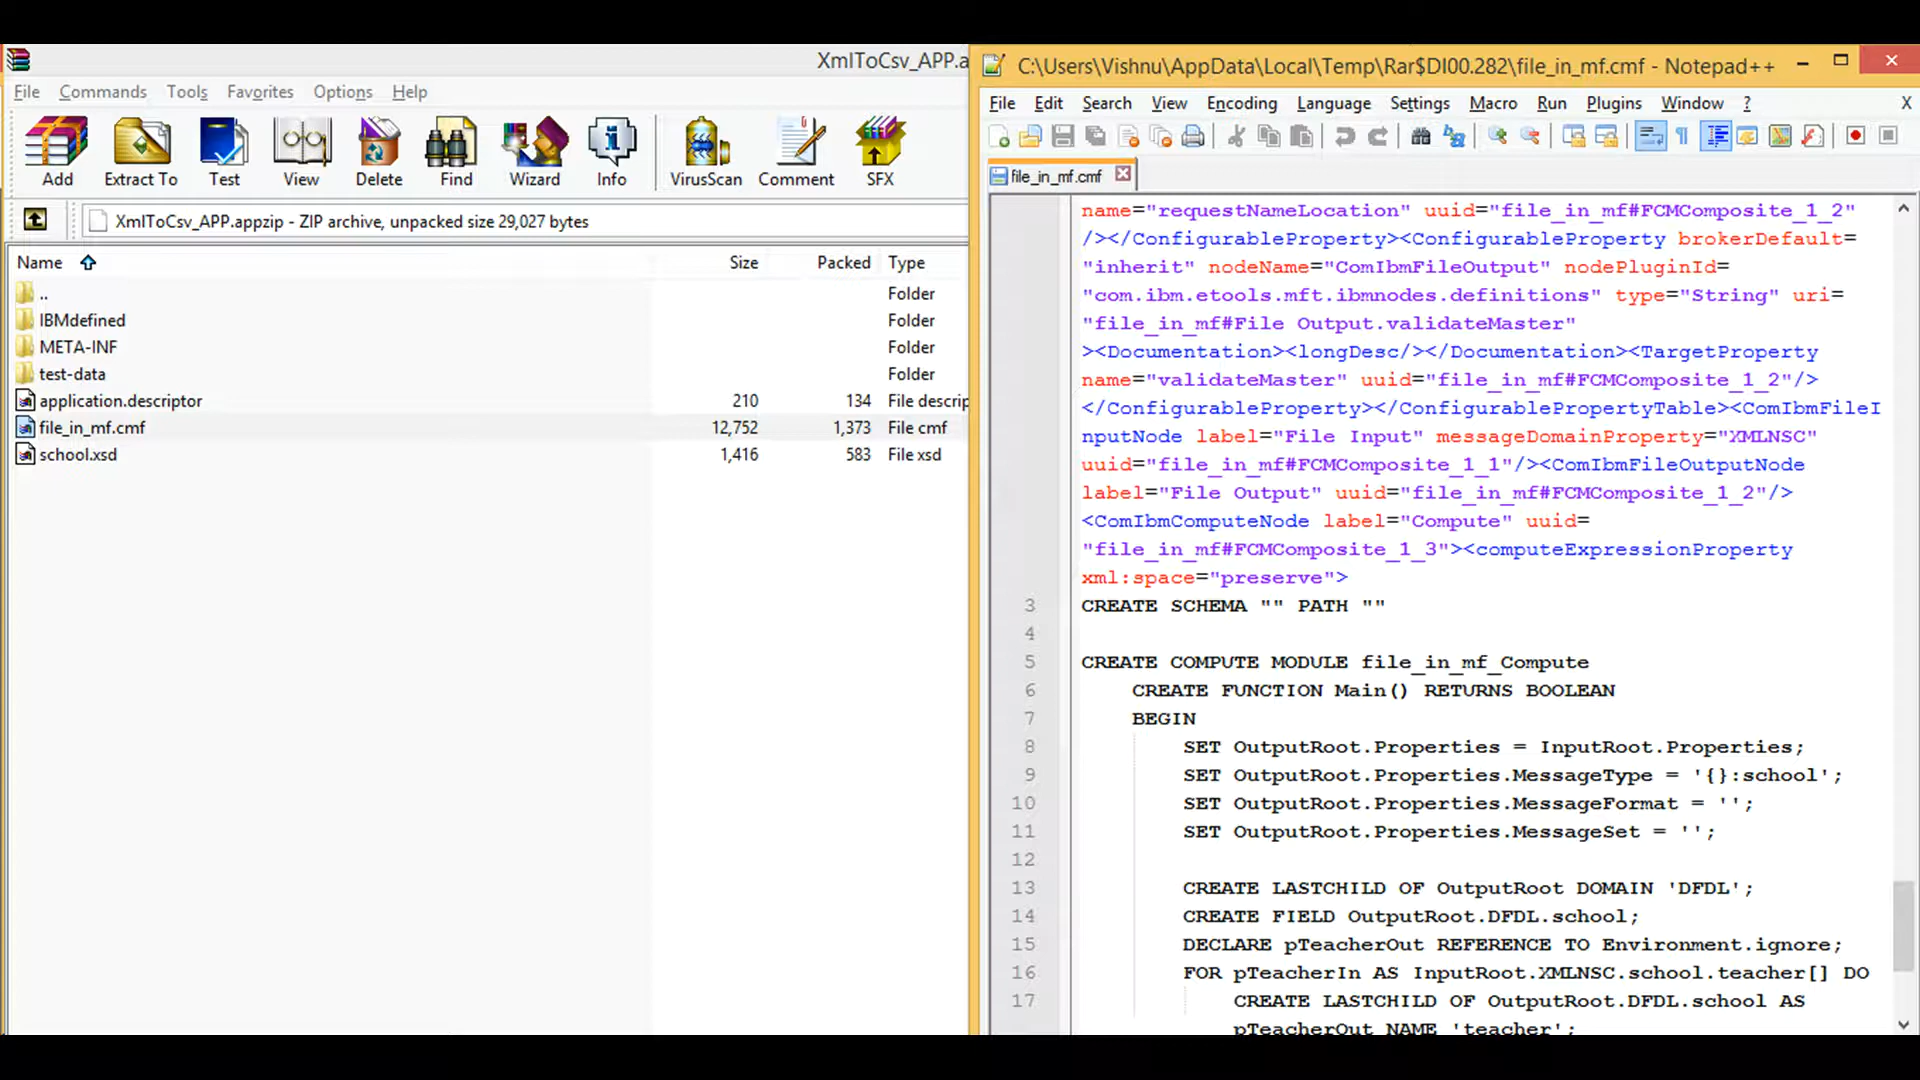 XmlToCsv_APP.a
File Commands Tools Favorites Options Help
Add Extract To Test View Delete Find Wizard Info VirusScan Comment SFX
XmlToCsv_APP.appzip - ZIP archive, unpacked size 29,027 bytes
Name Size Packed Type
.. Folder
IBMdefined Folder
META-INF Folder
test-data Folder
application.descriptor 210 134 File descrip
file_in_mf.cmf 12,752 1,373 File cmf
school.xsd 1,416 583 File xsd
C:\Users\Vishnu\AppData\Local\Temp\Rar$DI00.282\file_in_mf.cmf - Notepad++
File Edit Search View Encoding Language Settings Macro Run Plugins Window ? X
file_in_mf.cmf
name="requestNameLocation" uuid="file_in_mf#FCMComposite_1_2"
/></ConfigurableProperty><ConfigurableProperty brokerDefault=
"inherit" nodeName="ComIbmFileOutput" nodePluginId=
"com.ibm.etools.mft.ibmnodes.definitions" type="String" uri=
"file_in_mf#File Output.validateMaster"
><Documentation><longDesc/></Documentation><TargetProperty
name="validateMaster" uuid="file_in_mf#FCMComposite_1_2"/>
</ConfigurableProperty></ConfigurablePropertyTable><ComIbmFileI
nputNode label="File Input" messageDomainProperty="XMLNSC"
uuid="file_in_mf#FCMComposite_1_1"/><ComIbmFileOutputNode
label="File Output" uuid="file_in_mf#FCMComposite_1_2"/>
<ComIbmComputeNode label="Compute" uuid=
"file_in_mf#FCMComposite_1_3"><computeExpressionProperty
xml:space="preserve">
3 CREATE SCHEMA "" PATH ""
4
5 CREATE COMPUTE MODULE file_in_mf_Compute
6 CREATE FUNCTION Main() RETURNS BOOLEAN
7 BEGIN
8 SET OutputRoot.Properties = InputRoot.Properties;
9 SET OutputRoot.Properties.MessageType = '{}:school';
10 SET OutputRoot.Properties.MessageFormat = '';
11 SET OutputRoot.Properties.MessageSet = '';
12
13 CREATE LASTCHILD OF OutputRoot DOMAIN 'DFDL';
14 CREATE FIELD OutputRoot.DFDL.school;
15 DECLARE pTeacherOut REFERENCE TO Environment.ignore;
16 FOR pTeacherIn AS InputRoot.XMLNSC.school.teacher[] DO
17 CREATE LASTCHILD OF OutputRoot.DFDL.school AS
pTeacherOut NAME 'teacher';